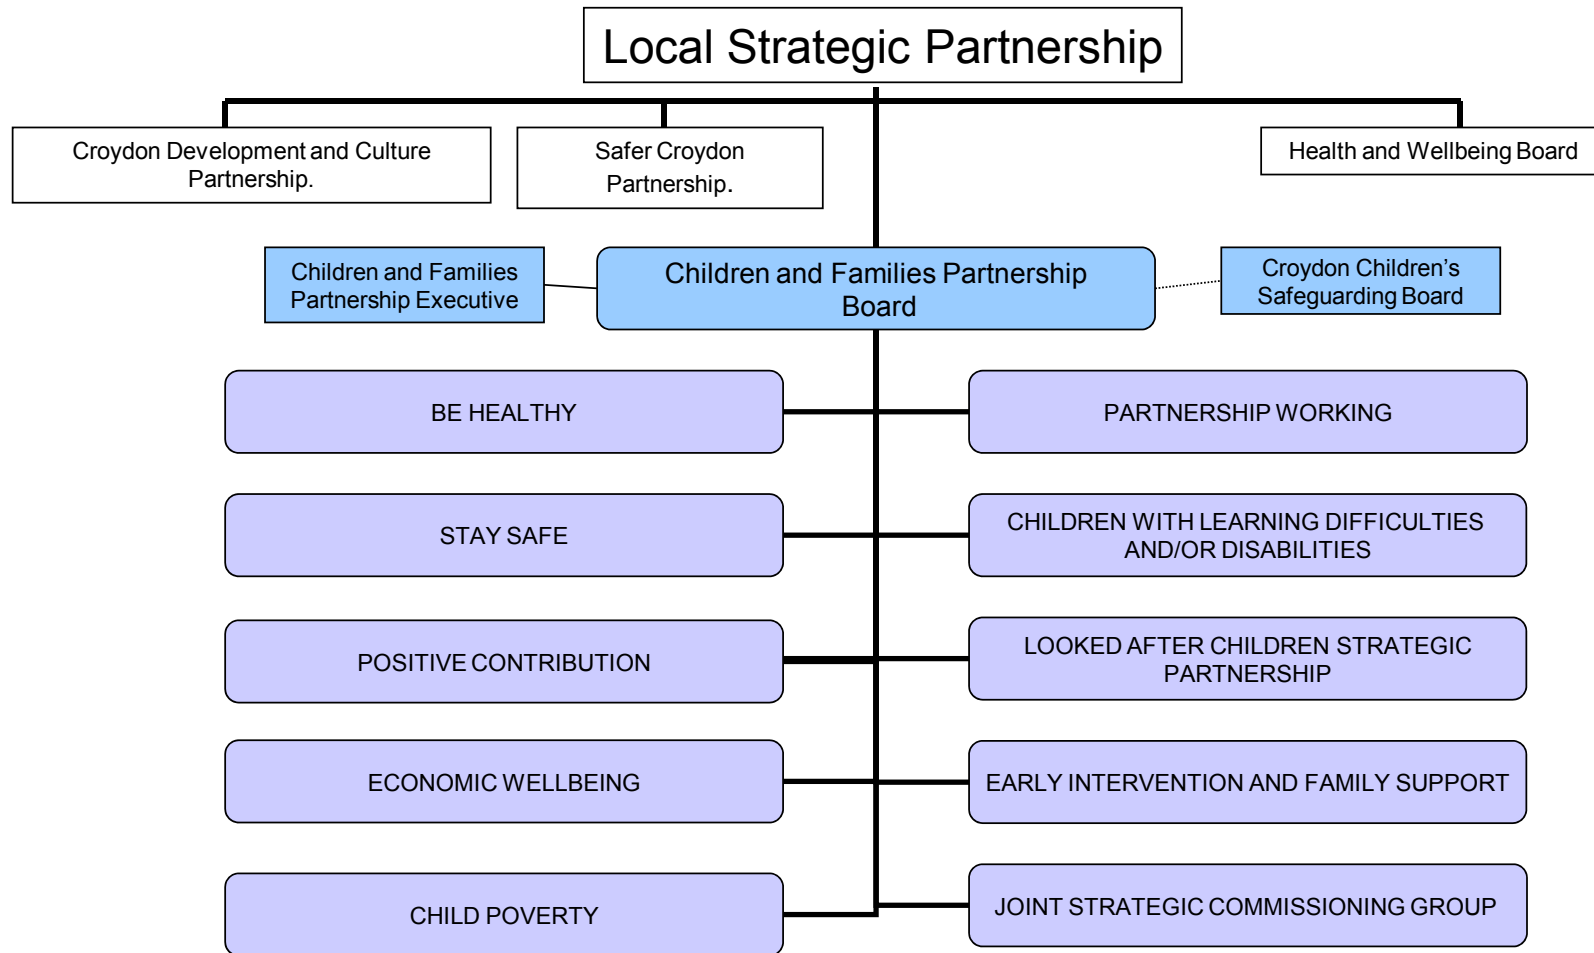 Local Strategic Partnership
Croydon Development and Culture
Partnership.
Safer Croydon
Partnership.
Health and Wellbeing Board
Children and Families
Partnership Executive
Children and Families Partnership
Board
Croydon Children’s
Safeguarding Board
BE HEALTHY
PARTNERSHIP WORKING
STAY SAFE
CHILDREN WITH LEARNING DIFFICULTIES
AND/OR DISABILITIES
POSITIVE CONTRIBUTION
LOOKED AFTER CHILDREN STRATEGIC
PARTNERSHIP
ECONOMIC WELLBEING
EARLY INTERVENTION AND FAMILY SUPPORT
CHILD POVERTY
JOINT STRATEGIC COMMISSIONING GROUP